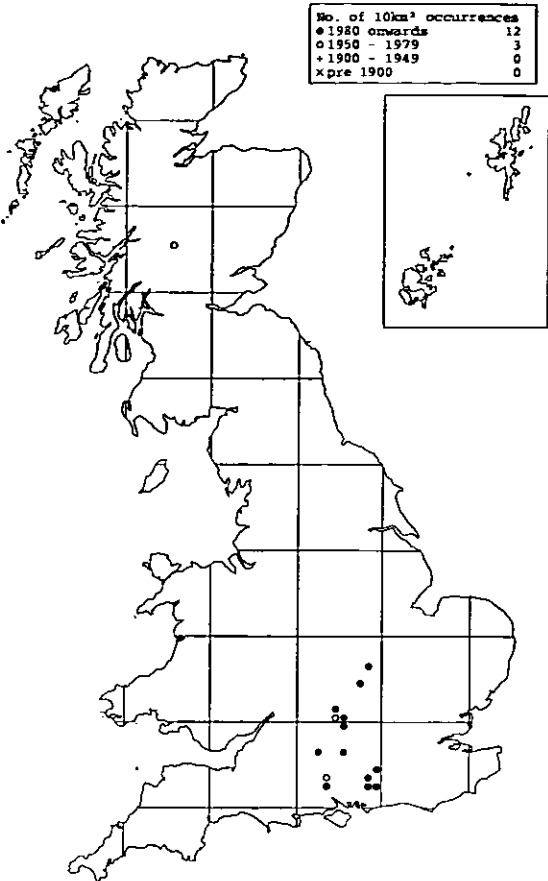 No. of 10km² occurrences
● 1980 onwards 12
○ 1950 - 1979 3
+ 1900 - 1949 0
× pre 1900 0